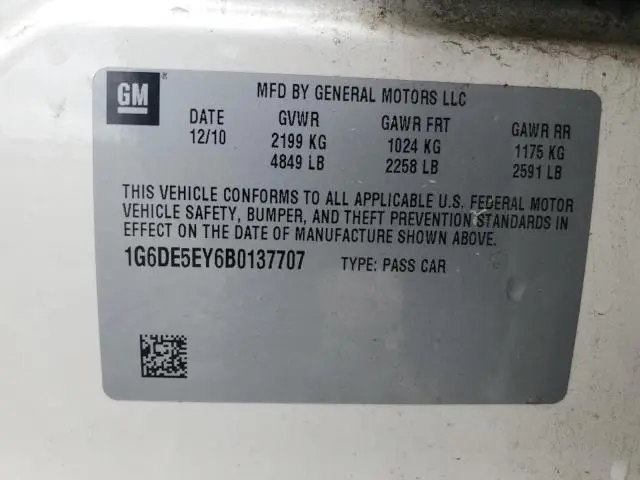 GM® MFD BY GENERAL MOTORS LLC
DATE GVWR GAWR FRT GAWR RR
12/10 2199 KG 1024 KG 1175 KG
4849 LB 2258 LB 2591 LB
THIS VEHICLE CONFORMS TO ALL APPLICABLE U.S. FEDERAL MOTOR
VEHICLE SAFETY, BUMPER, AND THEFT PREVENTION STANDARDS IN
EFFECT ON THE DATE OF MANUFACTURE SHOWN ABOVE.
1G6DE5EY6B0137707 TYPE: PASS CAR